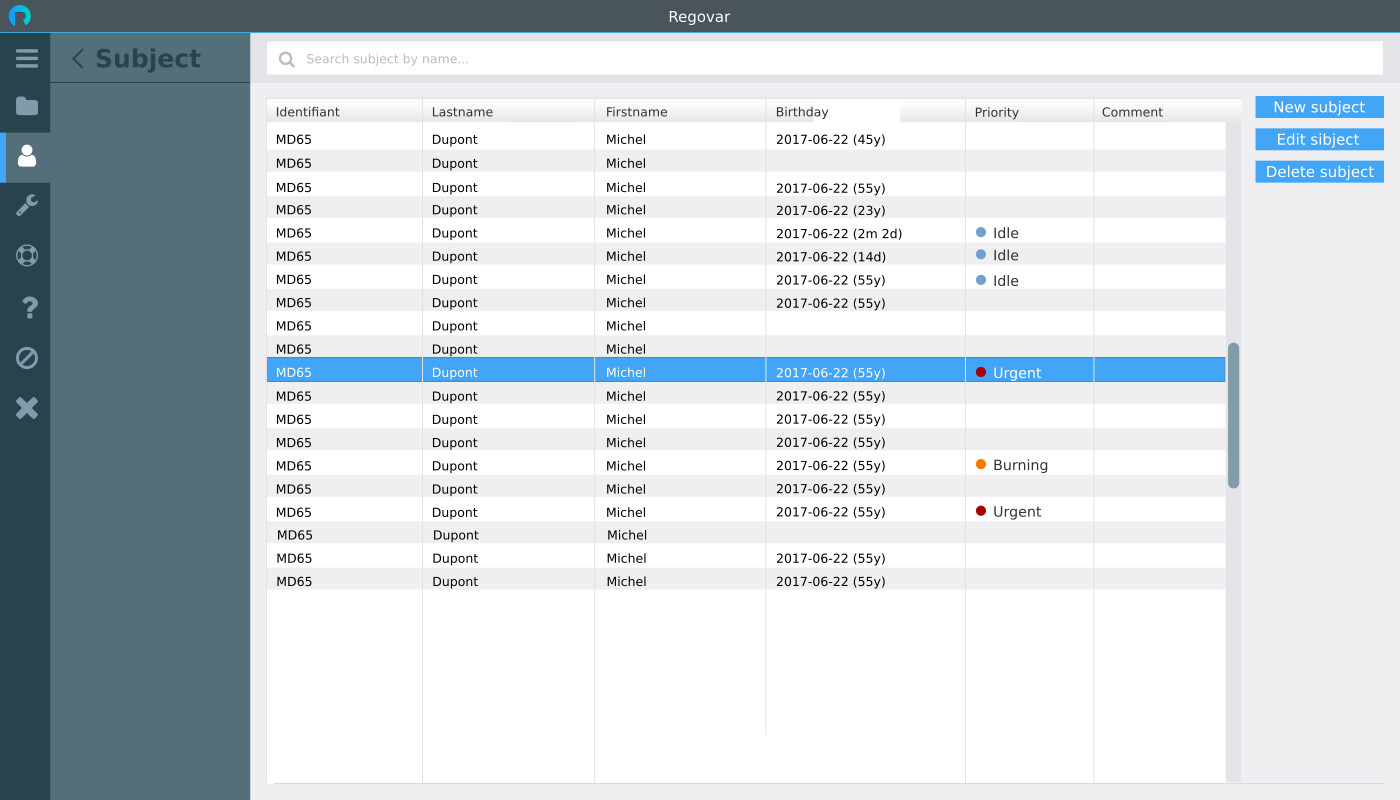 Regovar
Subject
Search subject by name...
Identifiant Lastname Firstname Birthday Priority Comment
New subject
Edit sibject
Delete subject
MD65 Dupont Michel 2017-06-22 (45y)
MD65 Dupont Michel
MD65 Dupont Michel 2017-06-22 (55y)
MD65 Dupont Michel 2017-06-22 (23y)
MD65 Dupont Michel 2017-06-22 (2m 2d) Idle
MD65 Dupont Michel 2017-06-22 (14d) Idle
MD65 Dupont Michel 2017-06-22 (55y) Idle
MD65 Dupont Michel 2017-06-22 (55y)
MD65 Dupont Michel
MD65 Dupont Michel
MD65 Dupont Michel 2017-06-22 (55y) Urgent
MD65 Dupont Michel 2017-06-22 (55y)
MD65 Dupont Michel 2017-06-22 (55y)
MD65 Dupont Michel 2017-06-22 (55y)
MD65 Dupont Michel 2017-06-22 (55y) Burning
MD65 Dupont Michel 2017-06-22 (55y)
MD65 Dupont Michel 2017-06-22 (55y) Urgent
MD65 Dupont Michel
MD65 Dupont Michel 2017-06-22 (55y)
MD65 Dupont Michel 2017-06-22 (55y)